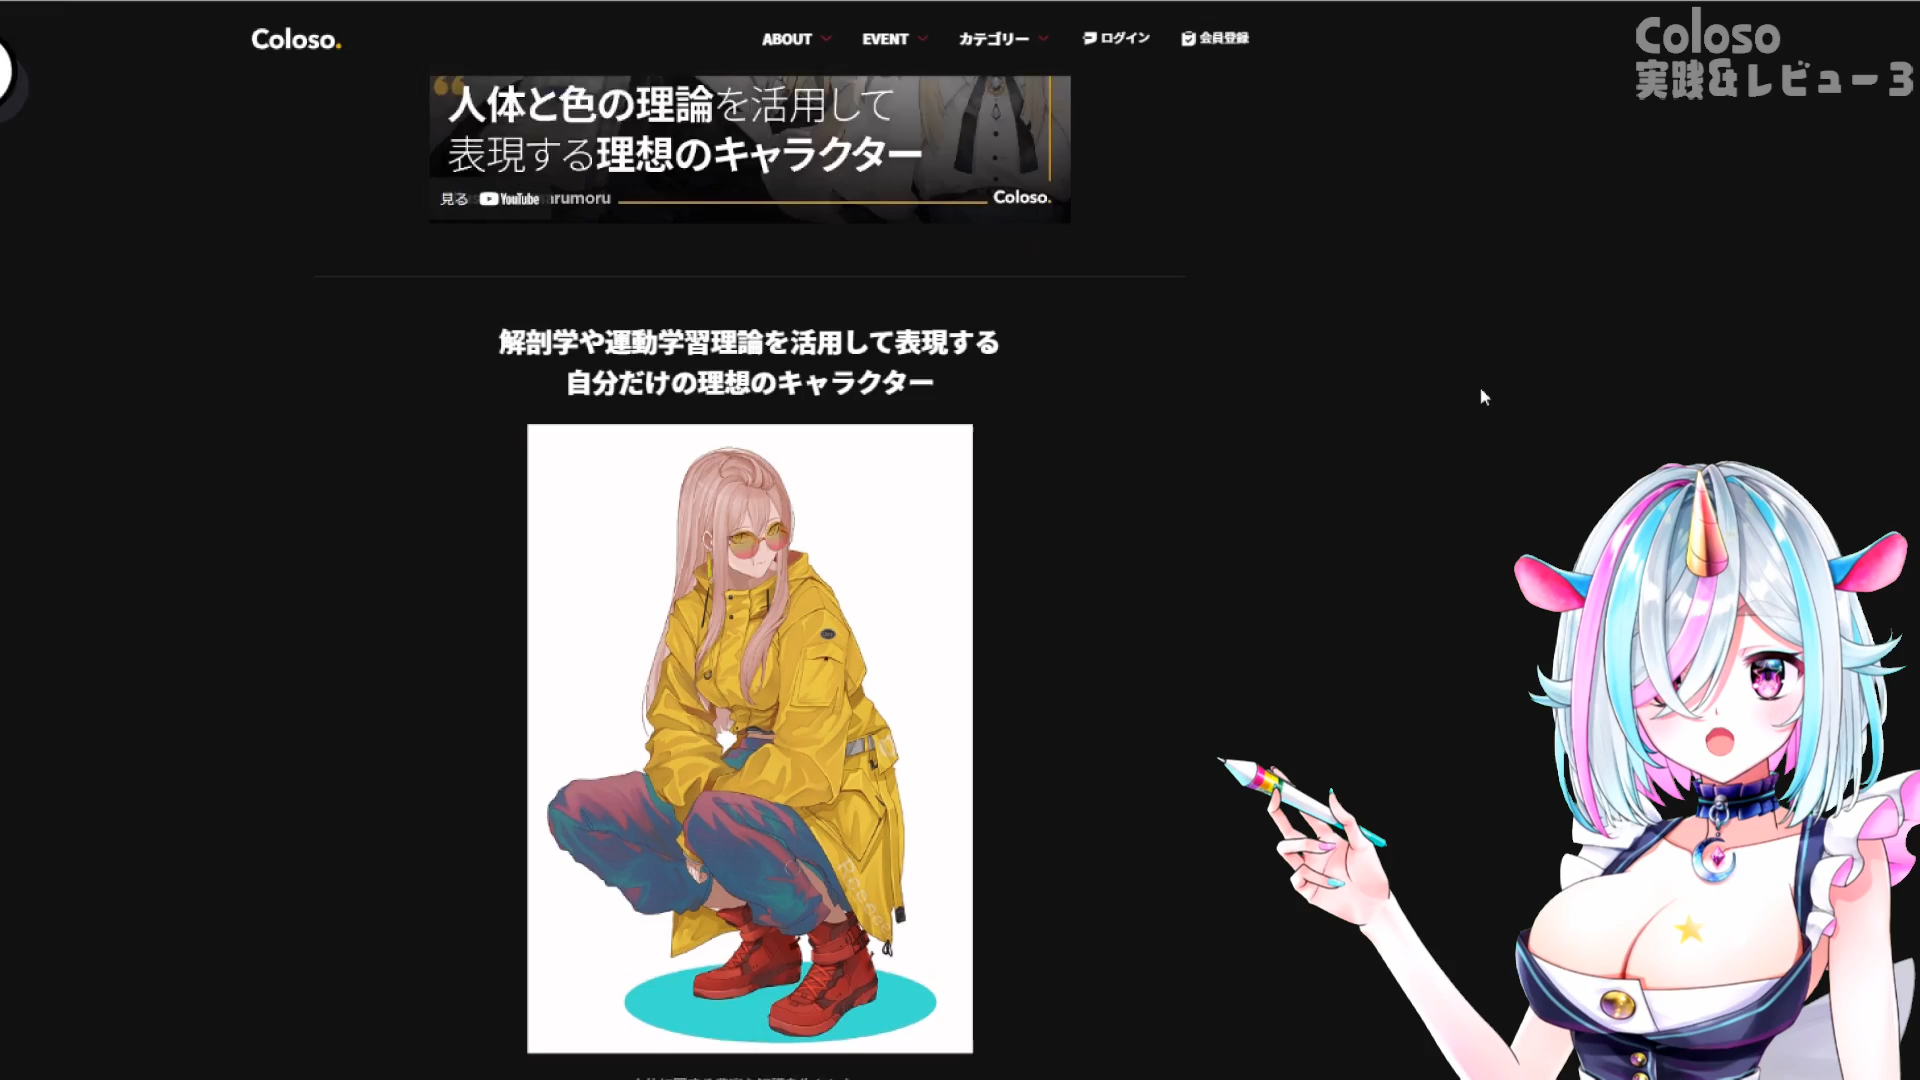 Coloso.
ABOUT
EVENT
カテゴリー
ログイン
会員登録
Coloso
実践&レビュー3
人体と色の理論を活用して
表現する理想のキャラクター
見る YouTube arumoru
Coloso.
解剖学や運動学習理論を活用して表現する
自分だけの理想のキャラクター